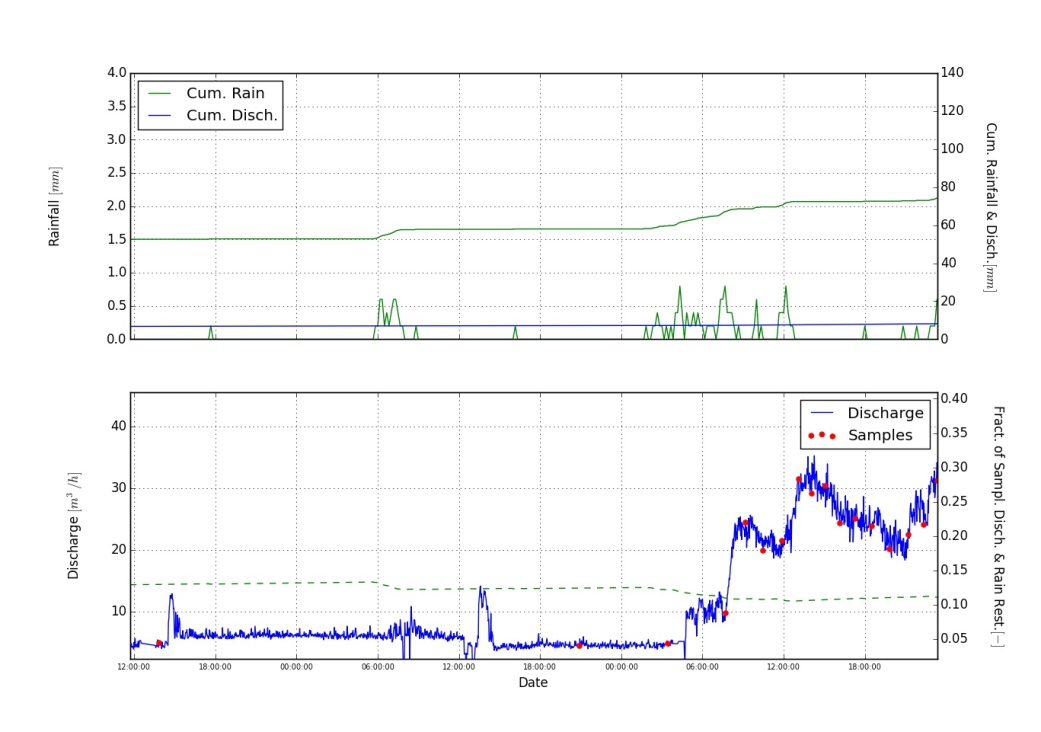 4.0
3.5
3.0
2.5
2.0
1.5
1.0
0.5
0.0
Rainfall [mm]
Cum. Rain
Cum. Disch.
140
120
100
80
60
40
20
0
Cum. Rainfall & Disch.[mm]
40
30
20
10
Discharge [m³/h]
Discharge
Samples
0.40
0.35
0.30
0.25
0.20
0.15
0.10
0.05
Fract. of Sampl. Disch. & Rain Rest.[−]
12:00:00 18:00:00 00:00:00 06:00:00 12:00:00 18:00:00 00:00:00 06:00:00 12:00:00 18:00:00
Date